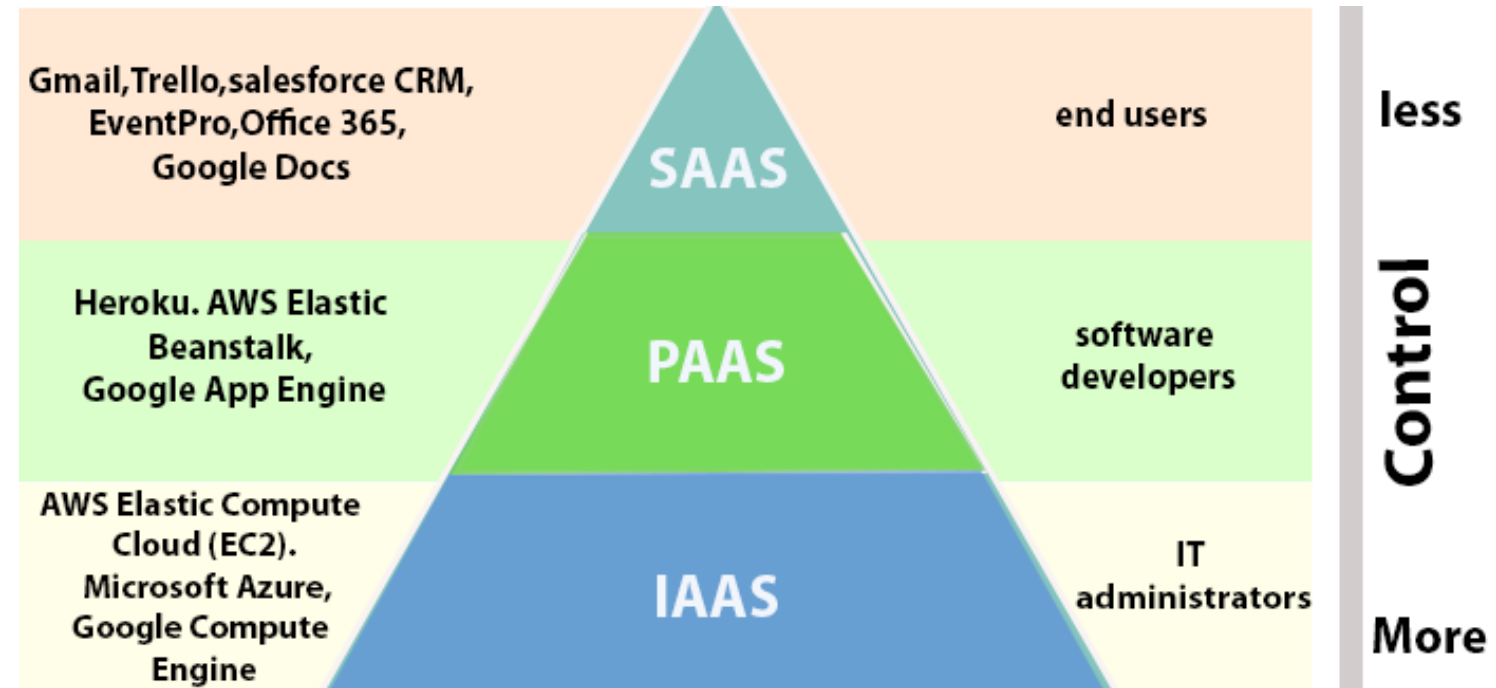 Gmail,Trello,salesforce CRM,
EventPro,Office 365,
Google Docs
SAAS
end users
less
Heroku. AWS Elastic
Beanstalk,
Google App Engine
PAAS
software
developers
Control
AWS Elastic Compute
Cloud (EC2).
Microsoft Azure,
Google Compute
Engine
IAAS
IT
administrators
More